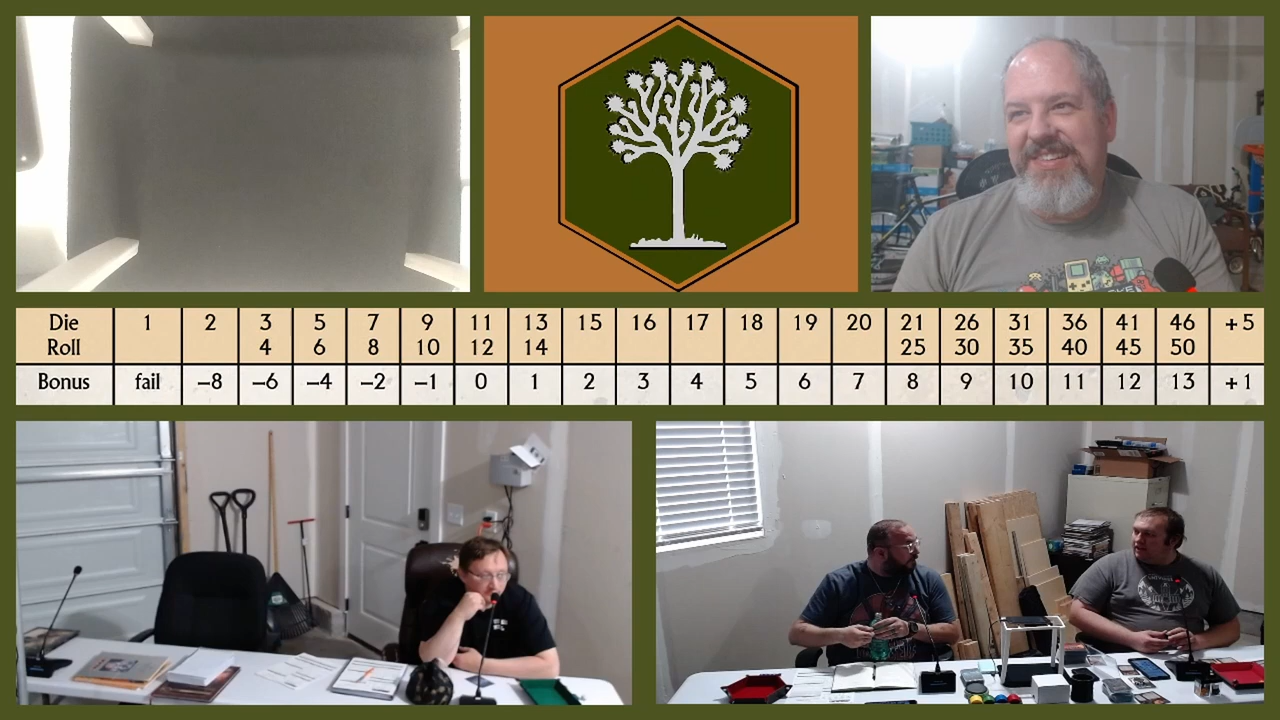 Die Roll 1 2 3 4 5 6 7 8 9 10 11 12 13 14 15 16 17 18 19 20 21 25 26 30 31 35 36 40 41 45 46 50 +5
Bonus fail –8 –6 –4 –2 –1 0 1 2 3 4 5 6 7 8 9 10 11 12 13 +1